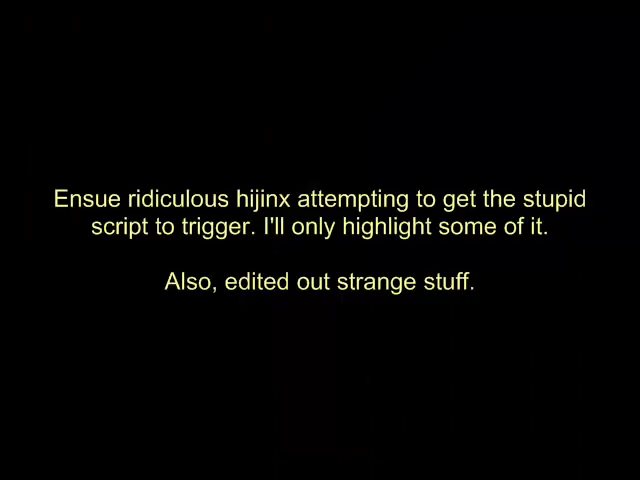 Ensue ridiculous hijinx attempting to get the stupid
script to trigger. I'll only highlight some of it.
Also, edited out strange stuff.